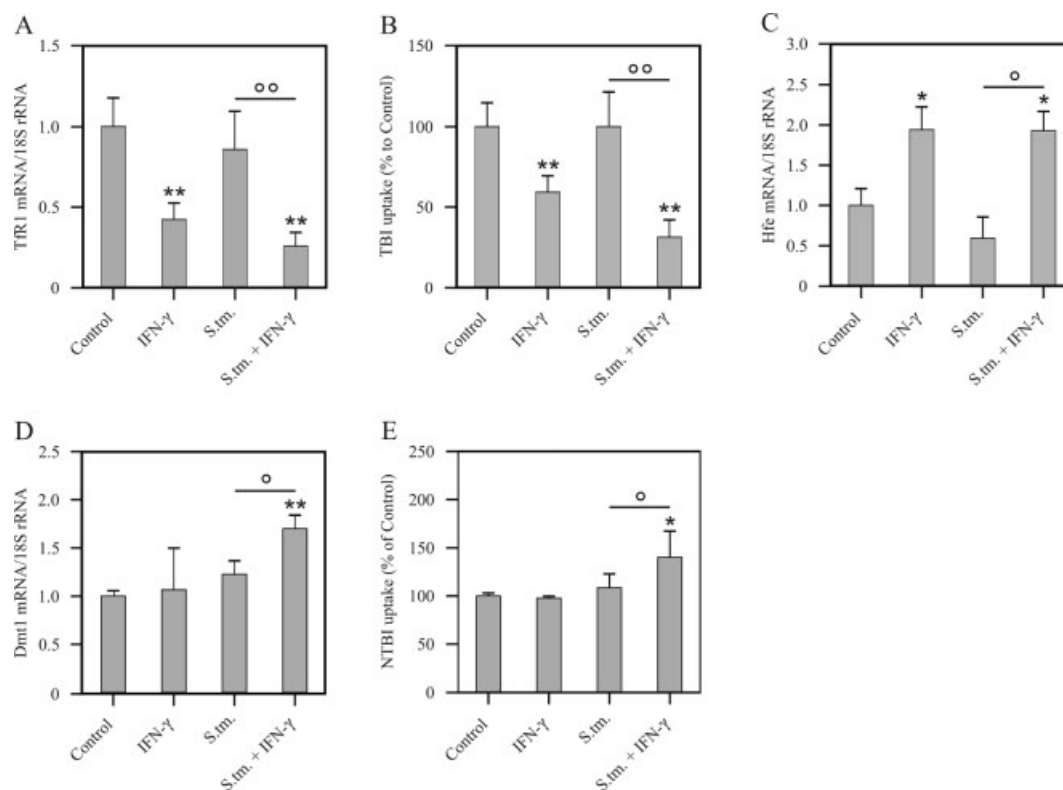 A
TfR1 mRNA/18S rRNA
1.5
1.0
0.5
0
**
oo
**
Control
IFN-γ
S.tm.
S.tm. + IFN-γ
B
TBI uptake (% to Control)
150
100
50
0
**
oo
**
Control
IFN-γ
S.tm.
S.tm. + IFN-γ
C
Hfe mRNA/18S rRNA
3.0
2.5
2.0
1.5
1.0
0.5
0
*
o
*
Control
IFN-γ
S.tm.
S.tm. + IFN-γ
D
Dmt1 mRNA/18S rRNA
2.5
2.0
1.5
1.0
0.5
0
o
**
Control
IFN-γ
S.tm.
S.tm. + IFN-γ
E
NTBI uptake (% of Control)
250
200
150
100
50
0
o
*
Control
IFN-γ
S.tm.
S.tm. + IFN-γ